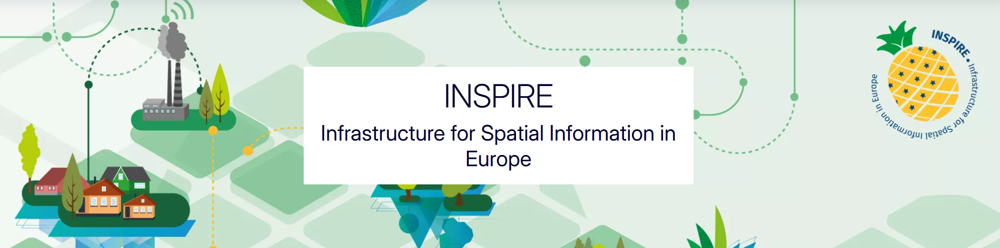 INSPIRE
Infrastructure for Spatial Information in
Europe
INSPIRE • Infrastructure for Spatial Information in Europe